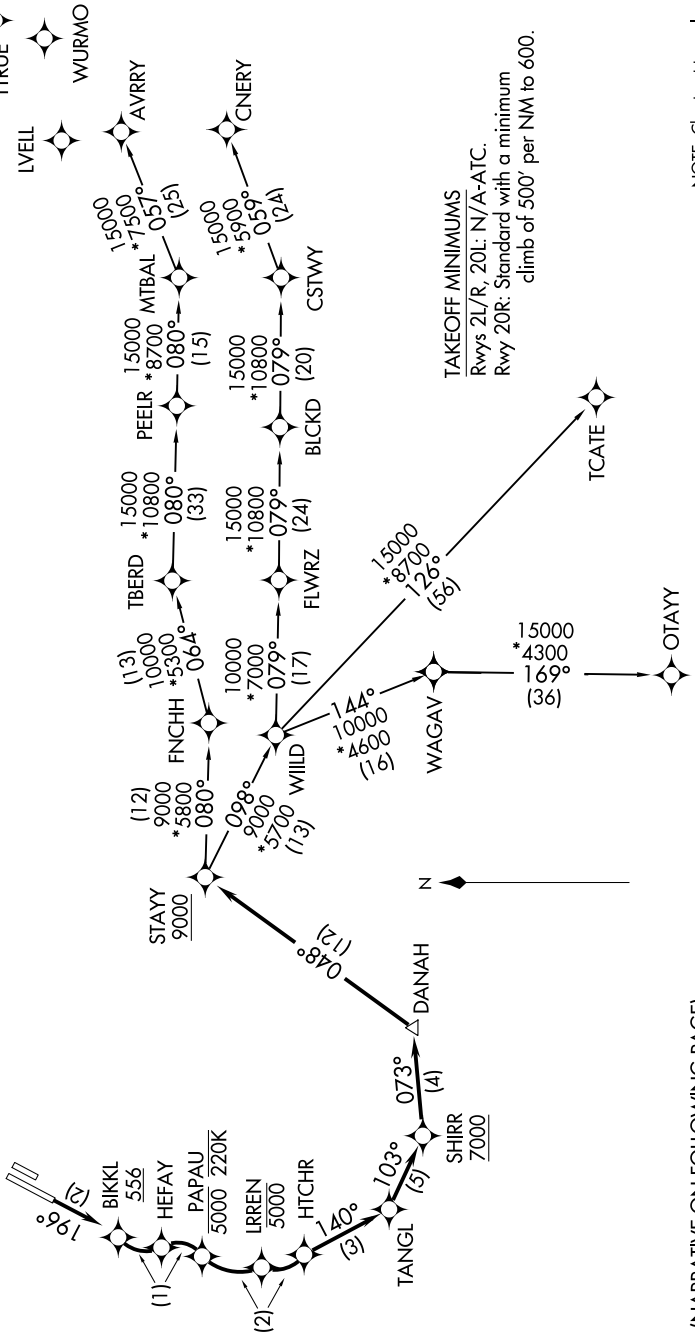 TTRUE
WURMO
LVELL
AVRRY
CNERY
15000
*7500
057°
(25)
15000
*5900
059°
(24)
MTBAL
CSTWY
15000
*8700
080°
(15)
15000
*10800
079°
(20)
PEELR
BLCKD
15000
*10800
080°
(33)
15000
*10800
079°
(24)
TBERD
FLWRZ
(13)
10000
*5300
064°
10000
*7000
079°
(17)
FNCHH
WIILD
(12)
9000
*5800
080°
098°
9000
*5700
(13)
STAYY
9000
15000
*8700
126°
(56)
TCATE
144°
10000
*4600
(16)
WAGAV
15000
*4300
169°
(36)
OTAYY
TAKEOFF MINIMUMS
Rwys 2L/R, 20L: N/A-ATC.
Rwy 20R: Standard with a minimum
climb of 500' per NM to 600.
N
048°
(12)
DANAH
073°
(4)
SHIRR
7000
103°
(5)
TANGL
140°
(3)
HTCHR
LRREN
5000
(2)
PAPAU
5000 220K
HEFAY
(1)
BIKKL
556
196°
(2)
(NARRATIVE ON FOLLOWING PAGE)
NOTE: